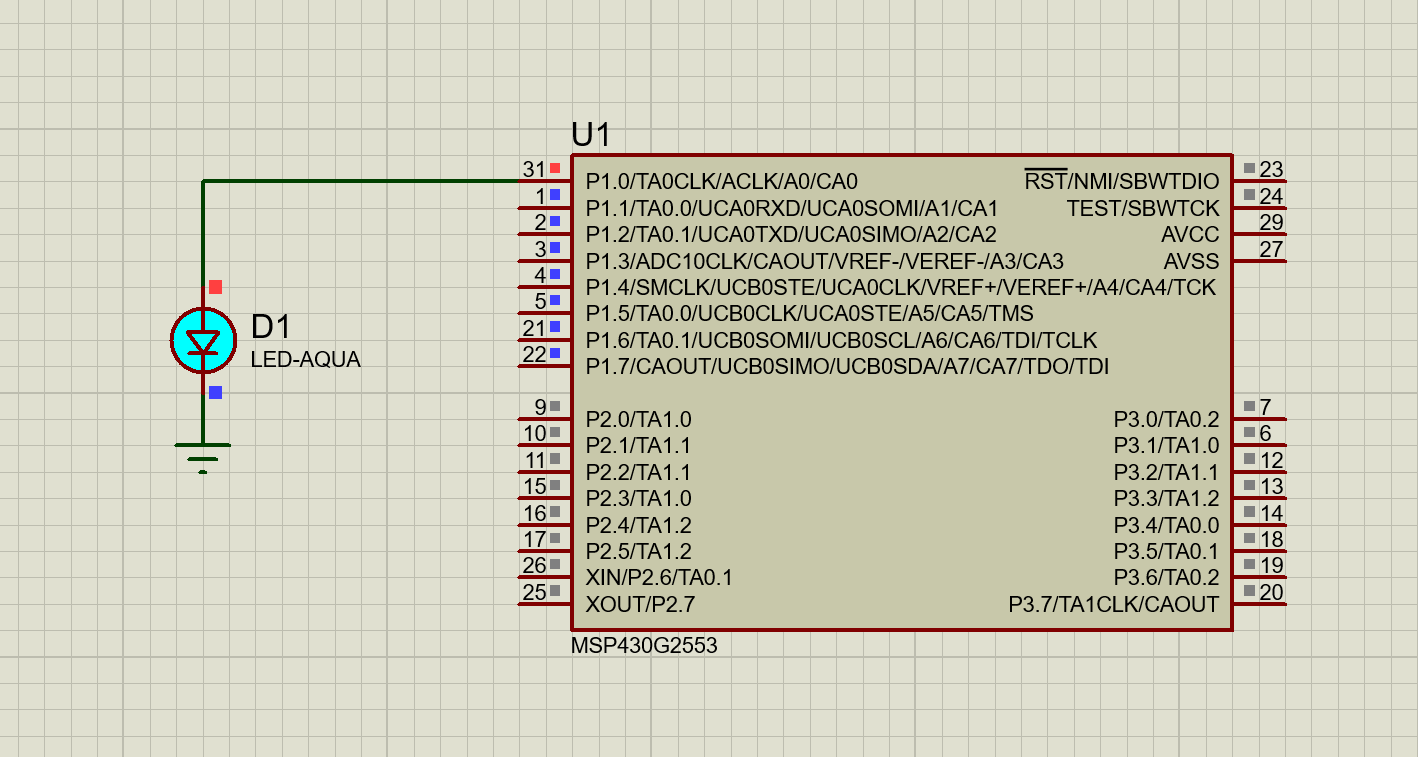 U1
31 P1.0/TA0CLK/ACLK/A0/CA0 RST/NMI/SBWTDIO 23
1 P1.1/TA0.0/UCA0RXD/UCA0SOMI/A1/CA1 TEST/SBWTCK 24
2 P1.2/TA0.1/UCA0TXD/UCA0SIMO/A2/CA2 AVCC 29
3 P1.3/ADC10CLK/CAOUT/VREF-/VEREF-/A3/CA3 AVSS 27
4 P1.4/SMCLK/UCB0STE/UCA0CLK/VREF+/VEREF+/A4/CA4/TCK
5 P1.5/TA0.0/UCB0CLK/UCA0STE/A5/CA5/TMS
21 P1.6/TA0.1/UCB0SOMI/UCB0SCL/A6/CA6/TDI/TCLK
22 P1.7/CAOUT/UCB0SIMO/UCB0SDA/A7/CA7/TDO/TDI
D1
LED-AQUA
9 P2.0/TA1.0 P3.0/TA0.2 7
10 P2.1/TA1.1 P3.1/TA1.0 6
11 P2.2/TA1.1 P3.2/TA1.1 12
15 P2.3/TA1.0 P3.3/TA1.2 13
16 P2.4/TA1.2 P3.4/TA0.0 14
17 P2.5/TA1.2 P3.5/TA0.1 18
26 XIN/P2.6/TA0.1 P3.6/TA0.2 19
25 XOUT/P2.7 P3.7/TA1CLK/CAOUT 20
MSP430G2553